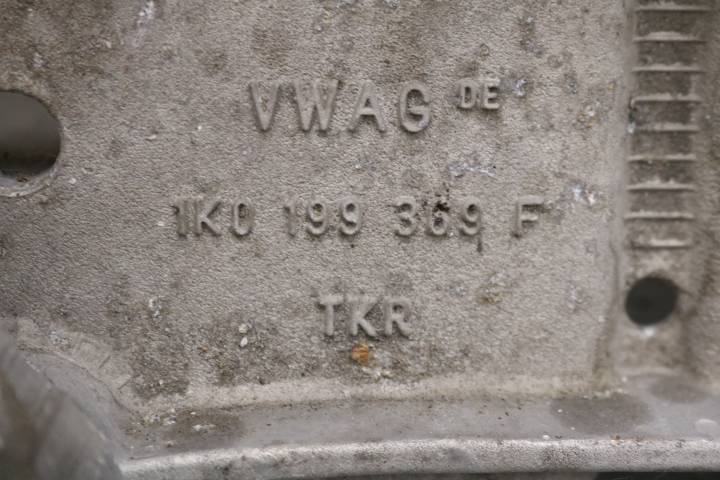 VWAG DE
1K0 199 369 F
TKR